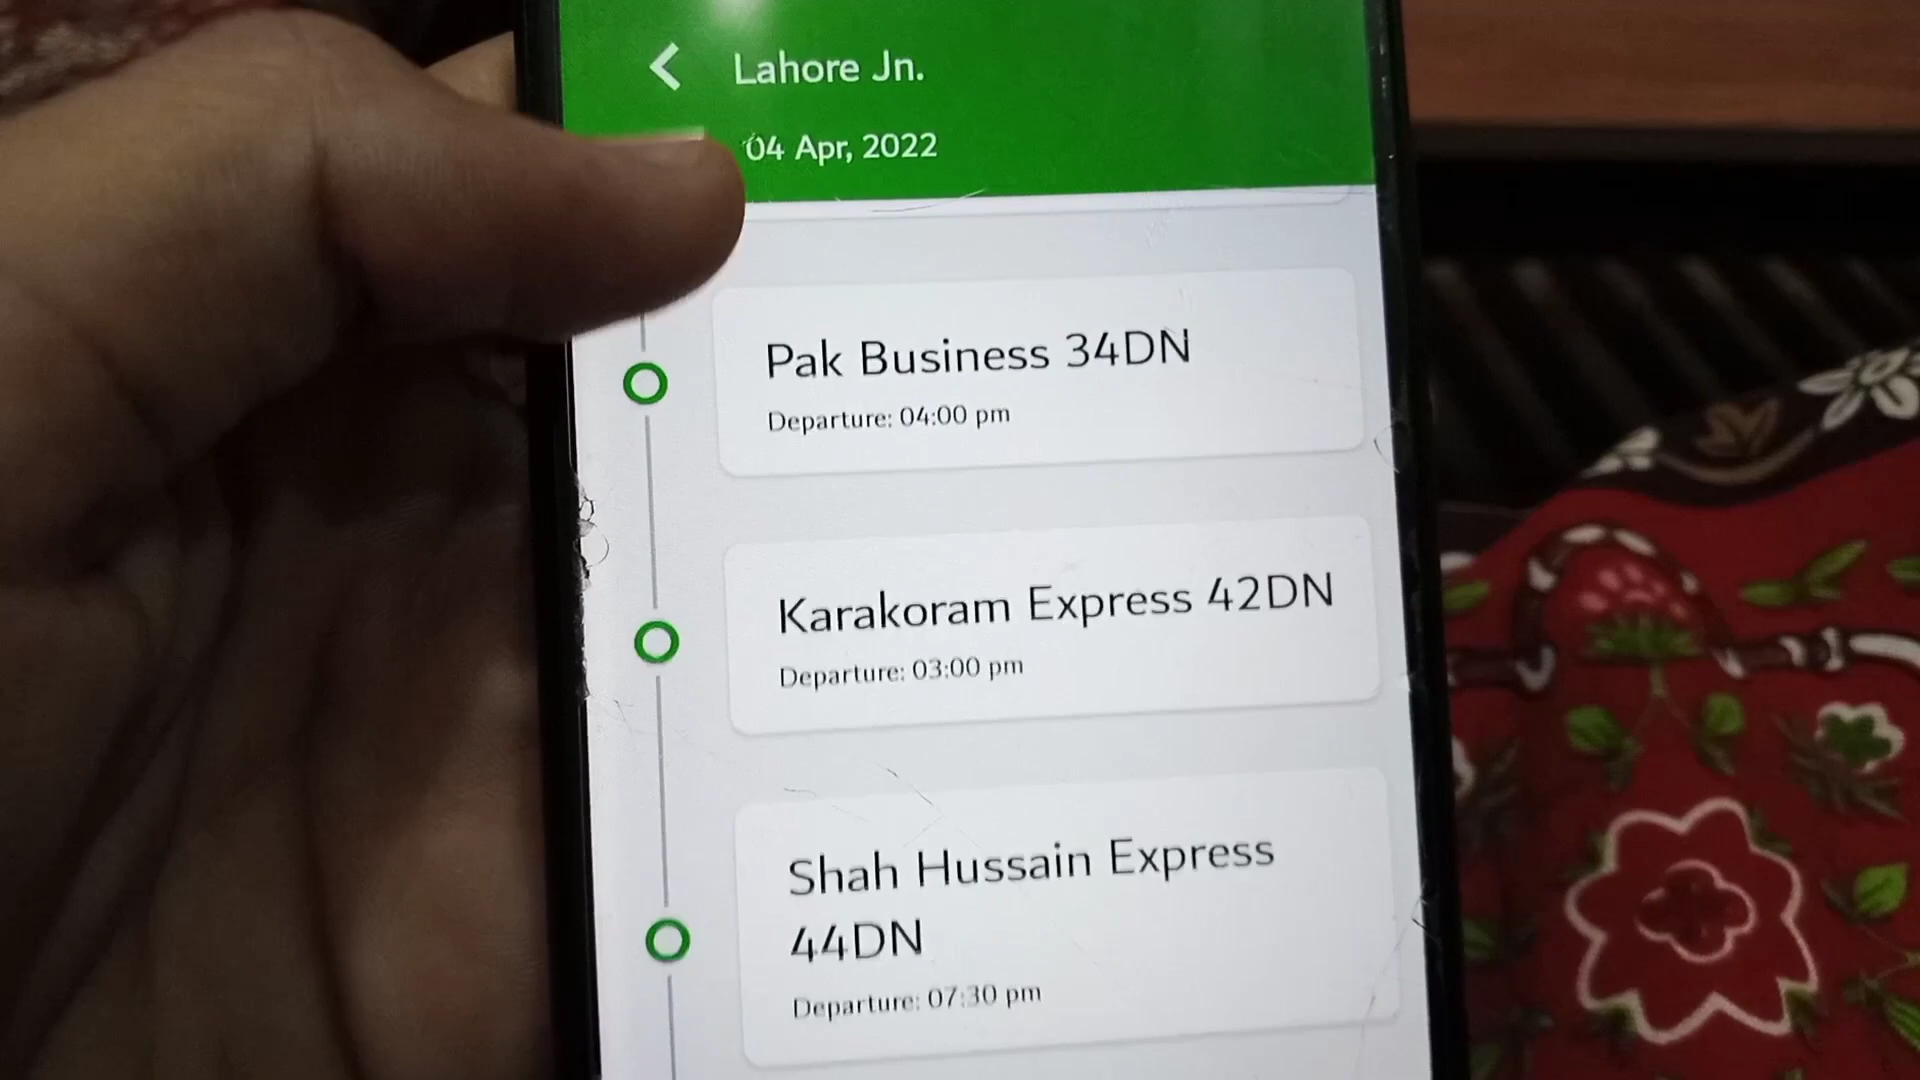 Lahore Jn.
04 Apr, 2022
Pak Business 34DN
Departure: 04:00 pm
Karakoram Express 42DN
Departure: 03:00 pm
Shah Hussain Express
44DN
Departure: 07:30 pm